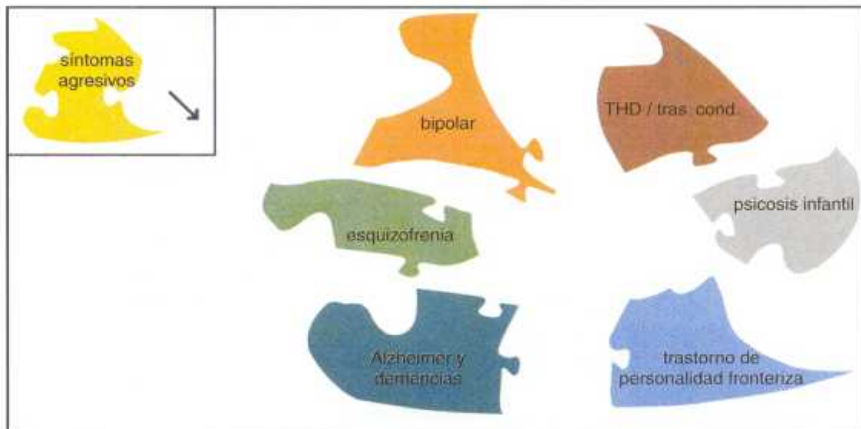 síntomas
agresivos
bipolar
THD / tras. cond.
esquizofrenia
psicosis infantil
Alzheimer y
demencias
trastorno de
personalidad fronteriza